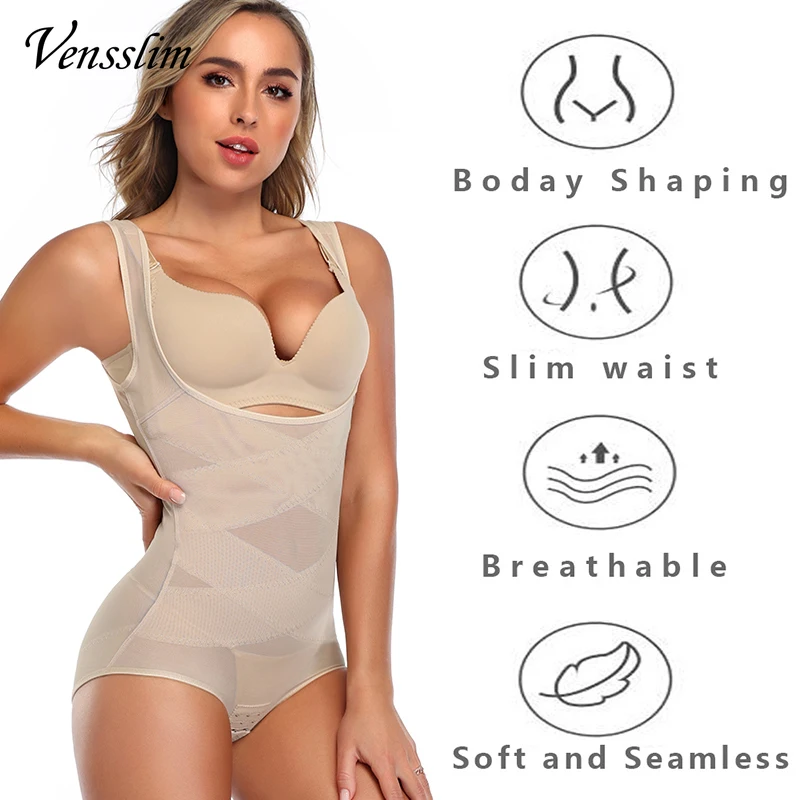 Vensslim
Boday Shaping
Slim waist
Breathable
Soft and Seamless